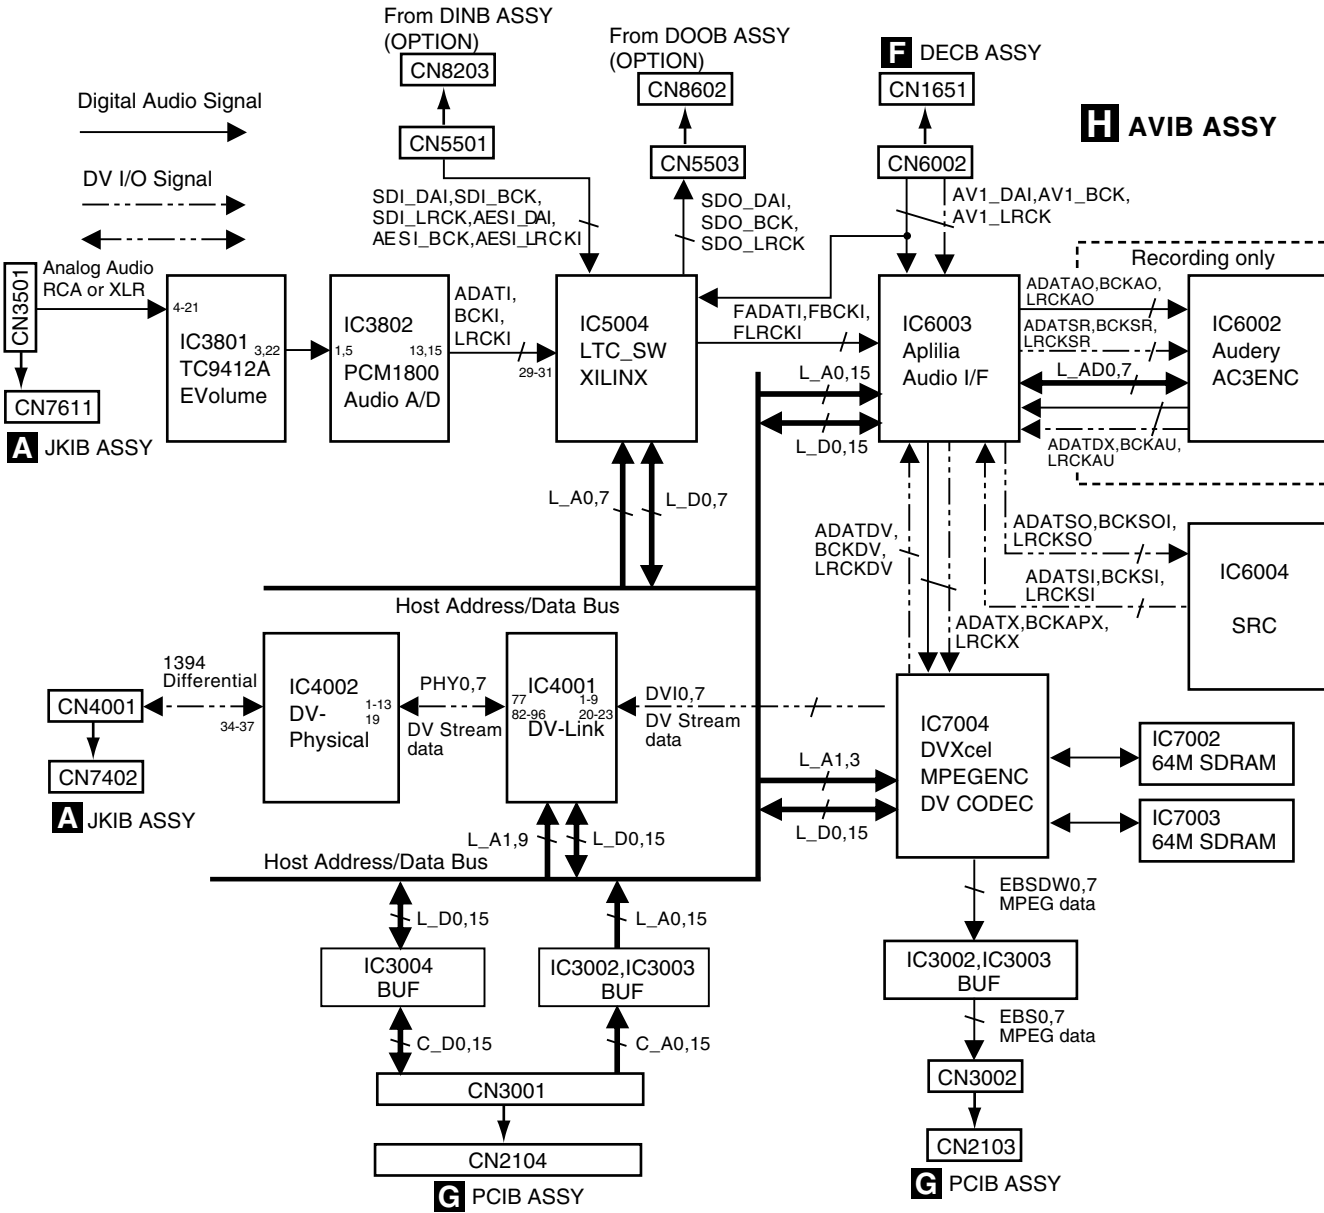 From DINB ASSY
(OPTION)
CN8203
CN5501
From DOOB ASSY
(OPTION)
CN8602
CN5503
F DECB ASSY
CN1651
CN6002
H AVIB ASSY
Digital Audio Signal
DV I/O Signal
SDI_DAI,SDI_BCK,
SDI_LRCK,AESI_DAI,
AESI_BCK,AESI_LRCKI
SDO_DAI,
SDO_BCK,
SDO_LRCK
AV1_DAI,AV1_BCK,
AV1_LRCK
Recording only
CN3501
Analog Audio
RCA or XLR
CN7611
A JKIB ASSY
4-21
IC3801
3,22
TC9412A
EVolume
IC3802
1,5
13,15
PCM1800
Audio A/D
ADATI,
BCKI,
LRCKI
29-31
IC5004
LTC_SW
XILINX
FADATI,FBCKI,
FLRCKI
L_A0,15
L_D0,15
IC6003
Aplilia
Audio I/F
ADATAO,BCKAO,
LRCKAO
ADATSR,BCKSR,
LRCKSR
L_AD0,7
ADATDX,BCKAU,
LRCKAU
IC6002
Audery
AC3ENC
L_A0,7
L_D0,7
Host Address/Data Bus
ADATDV,
BCKDV,
LRCKDV
ADATSO,BCKSOI,
LRCKSO
ADATSI,BCKSI,
LRCKSI
ADATX,BCKAPX,
LRCKX
IC6004
SRC
CN4001
CN7402
A JKIB ASSY
1394
Differential
34-37
IC4002
DV-
Physical
1-13
19
PHY0,7
DV Stream
data
IC4001
77
82-96
1-9
20-23
DV-Link
DVI0,7
DV Stream
data
IC7004
DVXcel
MPEGENC
DV CODEC
L_A1,3
L_D0,15
IC7002
64M SDRAM
IC7003
64M SDRAM
L_A1,9
L_D0,15
Host Address/Data Bus
L_D0,15
L_A0,15
IC3004
BUF
IC3002,IC3003
BUF
C_D0,15
C_A0,15
CN3001
CN2104
G PCIB ASSY
EBSDW0,7
MPEG data
IC3002,IC3003
BUF
EBS0,7
MPEG data
CN3002
CN2103
G PCIB ASSY